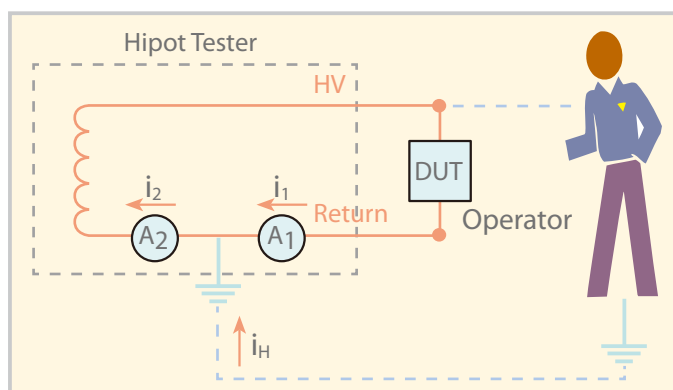 Hipot Tester
HV
DUT
i2
i1
Return
Operator
A2
A1
iH